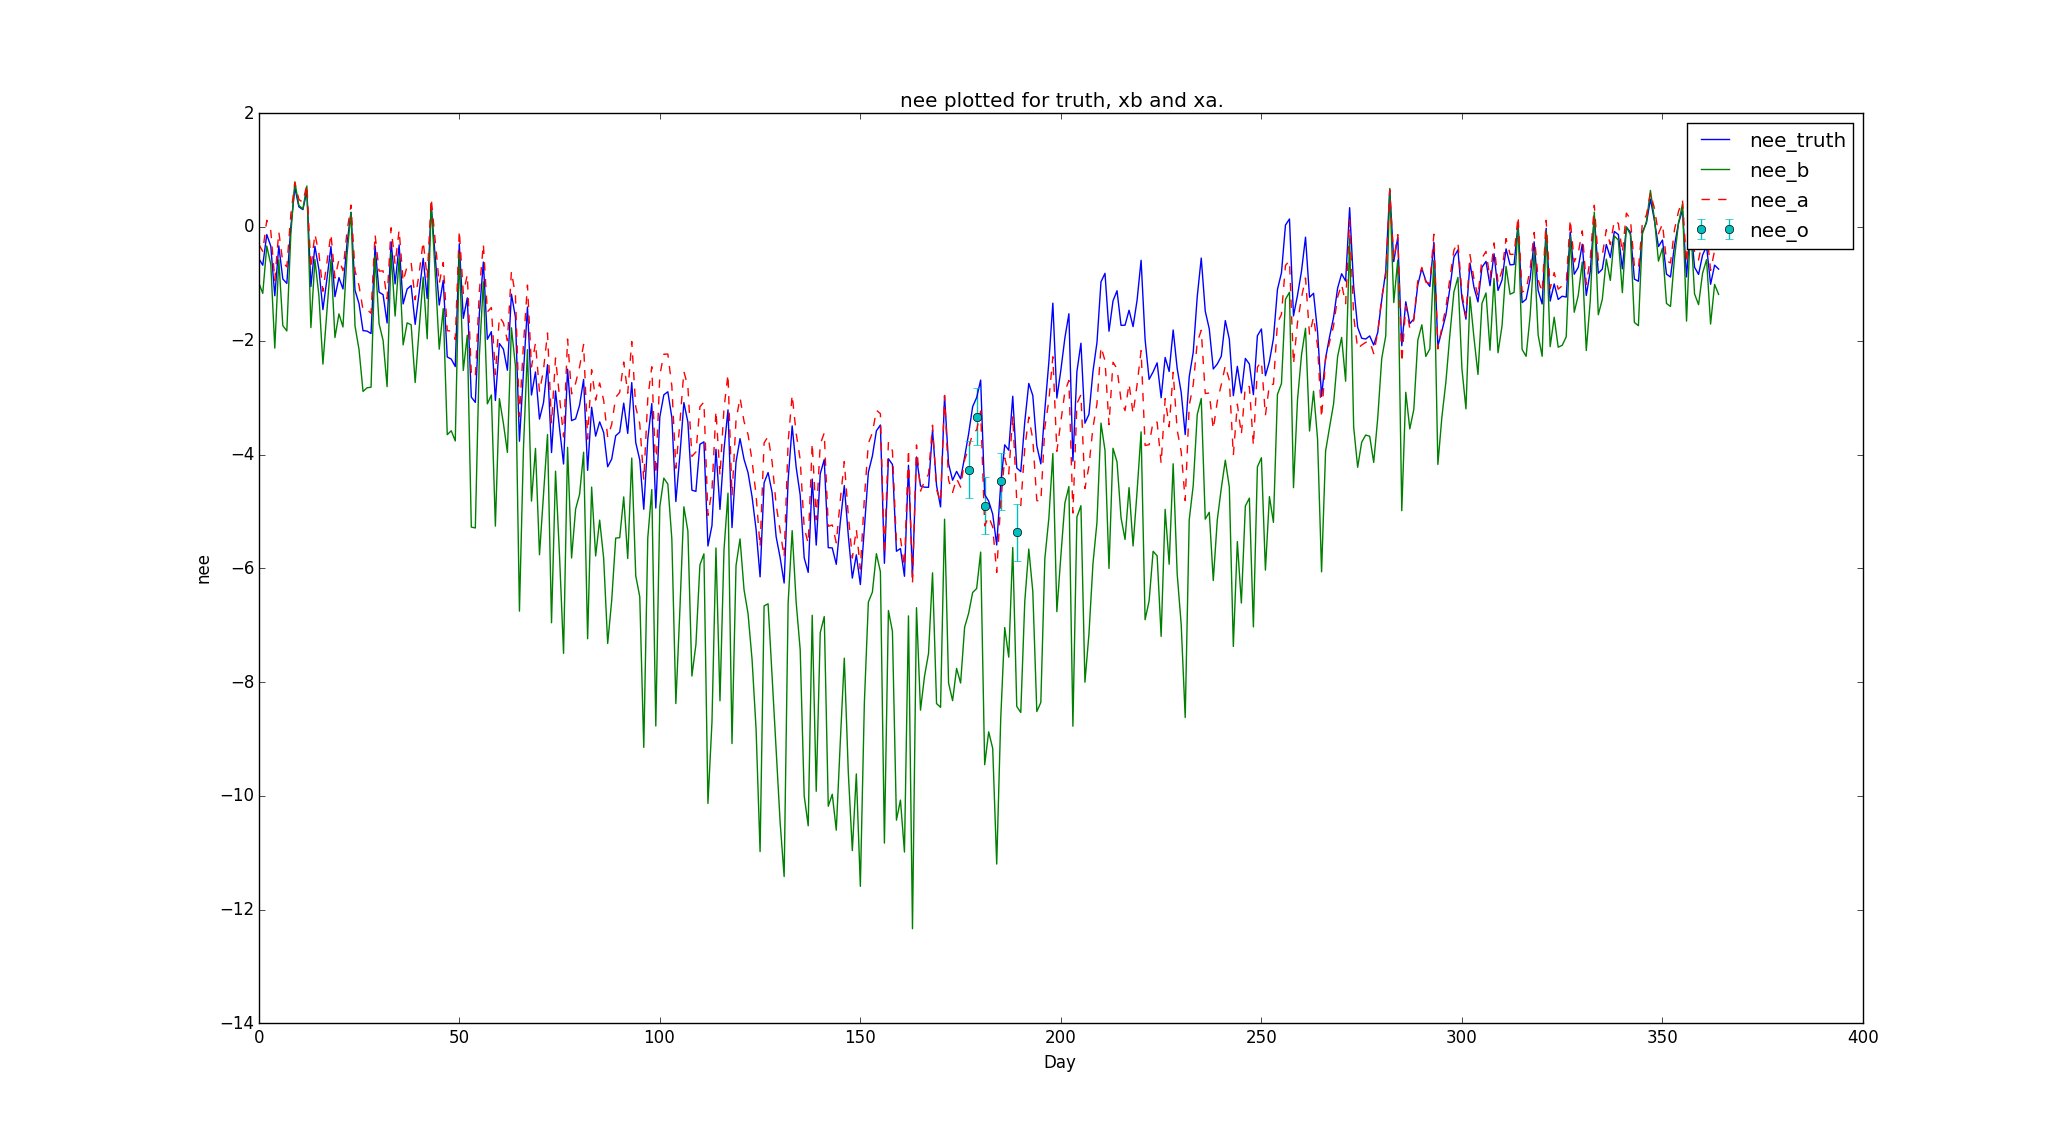 nee plotted for truth, xb and xa.
nee_truth
nee_b
nee_a
nee_o
2
0
−2
−4
−6
−8
−10
−12
−14
nee
0 50 100 150 200 250 300 350 400
Day